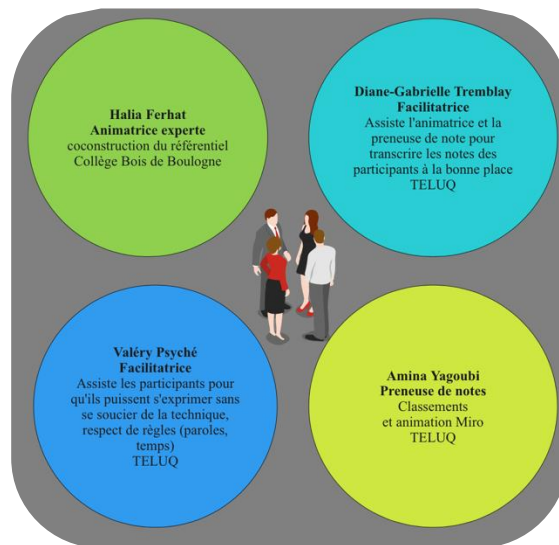 Halia Ferhat
Animatrice experte
coconstruction du référentiel
Collège Bois de Boulogne
Diane-Gabrielle Tremblay
Facilitatrice
Assiste l'animatrice et la
preneuse de note pour
transcrire les notes des
participants à la bonne place
TELUQ
Valéry Psyché
Facilitatrice
Assiste les participants pour
qu'ils puissent s'exprimer sans
se soucier de la technique,
respect de règles (paroles,
temps)
TELUQ
Amina Yagoubi
Preneuse de notes
Classements
et animation Miro
TELUQ